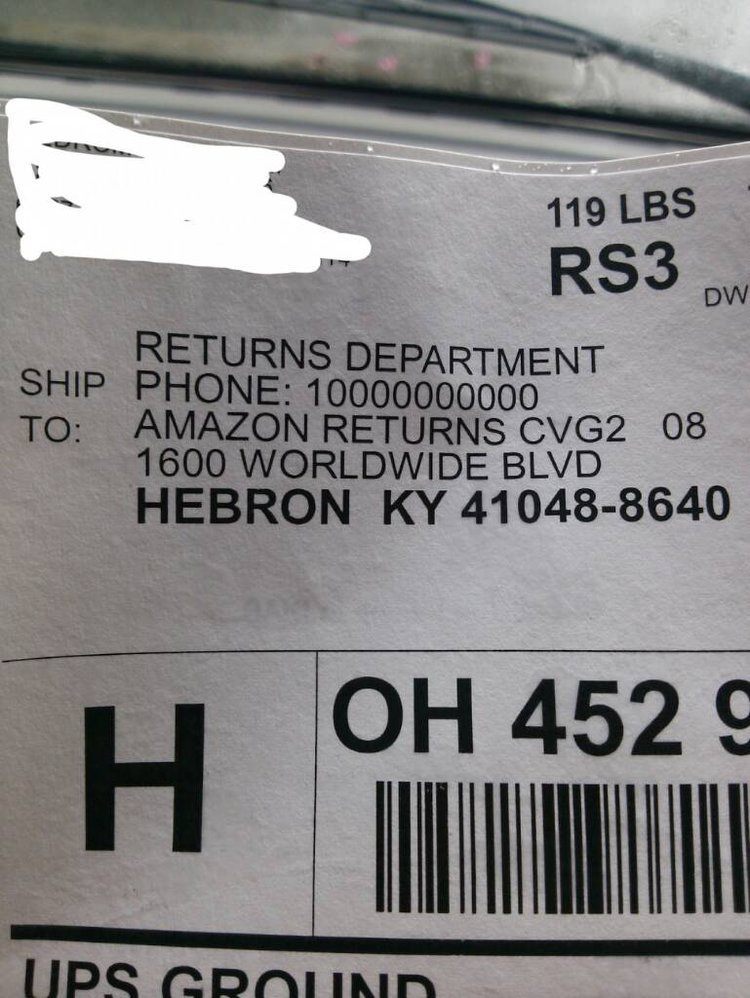 119 LBS
RS3
DW
RETURNS DEPARTMENT
SHIP PHONE: 10000000000
TO: AMAZON RETURNS CVG2 08
1600 WORLDWIDE BLVD
HEBRON KY 41048-8640
H
OH 452 9
UPS GROUND